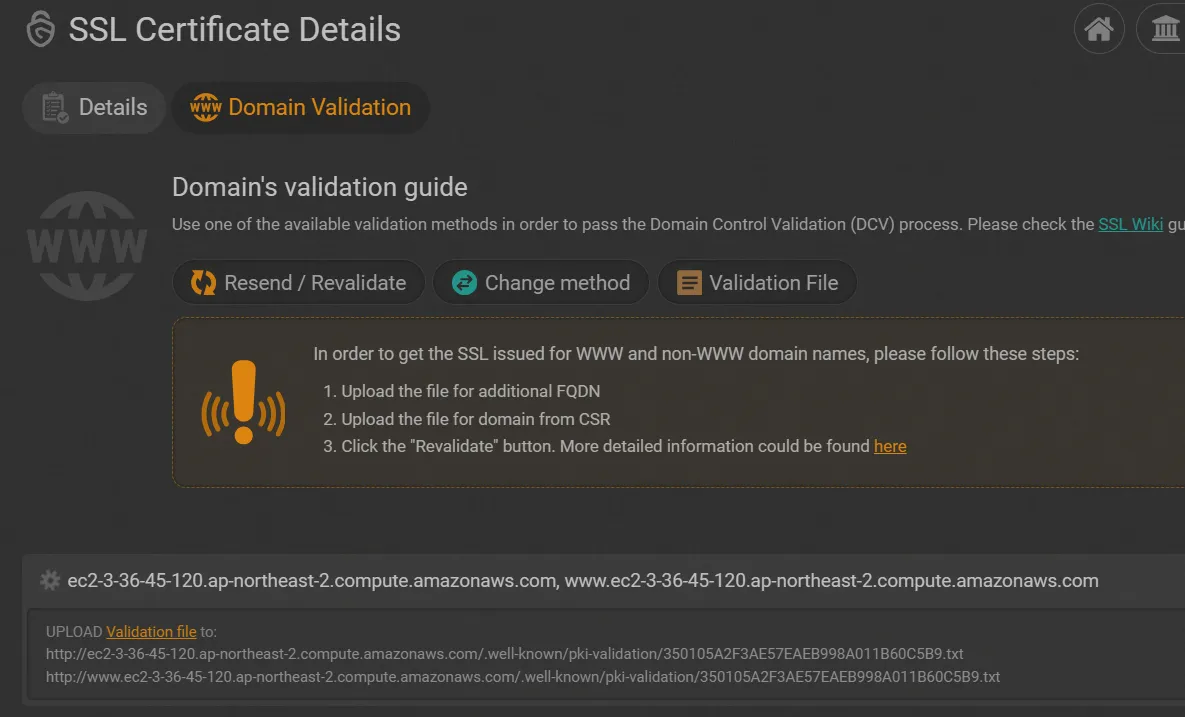 SSL Certificate Details
Details
WWW Domain Validation
WWW
Domain's validation guide
Use one of the available validation methods in order to pass the Domain Control Validation (DCV) process. Please check the SSL Wiki gu
Resend / Revalidate
Change method
Validation File
In order to get the SSL issued for WWW and non-WWW domain names, please follow these steps:
1. Upload the file for additional FQDN
2. Upload the file for domain from CSR
3. Click the "Revalidate" button. More detailed information could be found here
ec2-3-36-45-120.ap-northeast-2.compute.amazonaws.com, www.ec2-3-36-45-120.ap-northeast-2.compute.amazonaws.com
UPLOAD Validation file to:
http://ec2-3-36-45-120.ap-northeast-2.compute.amazonaws.com/.well-known/pki-validation/350105A2F3AE57EAEB998A011B60C5B9.txt
http://www.ec2-3-36-45-120.ap-northeast-2.compute.amazonaws.com/.well-known/pki-validation/350105A2F3AE57EAEB998A011B60C5B9.txt